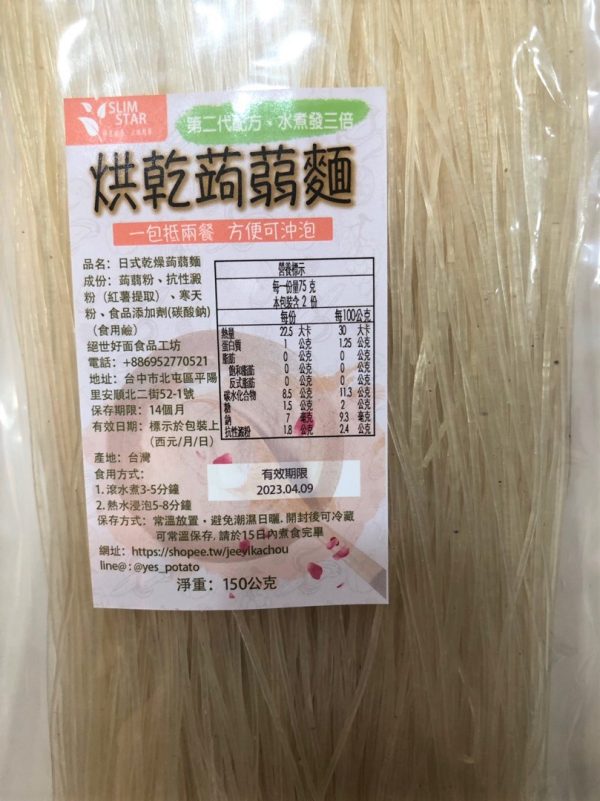 SLIM
STAR
第二代配方、水煮發三倍
烘乾蒟蒻麵
一包抵兩餐 方便可沖泡
品名：日式乾燥蒟蒻麵
成份：蒟蒻粉、抗性澱
粉（紅薯提取）、寒天
粉、食品添加劑(碳酸鈉)
（食用鹼）
絕世好面食品工坊
電話：+886952770521
地址：台中市北屯區平陽
里安順北二街52-1號
保存期限：14個月
有效日期：標示於包裝上
（西元/月/日）
產地：台灣
食用方式：
1.滾水煮3-5分鐘
2.熱水浸泡5-8分鐘
保存方式：常溫放置，避免潮濕日曬，開封後可冷藏
可常溫保存，請於15日內煮食完畢
網址：https://shopee.tw/jeeyikachou
line@：@yes_potato
淨重：150公克
營養標示
每一份量75 克
本包裝含 2 份
每份 每100公克
熱量 22.5 大卡 30 大卡
蛋白質 1 公克 1.25 公克
脂肪 0 公克 0 公克
飽和脂肪 0 公克 0 公克
反式脂肪 0 公克 0 公克
碳水化合物 8.5 公克 11.3 公克
糖 1.5 公克 2 公克
鈉 7 毫克 9.3 毫克
抗性澱粉 1.8 公克 2.4 公克
有效期限
2023.04.09